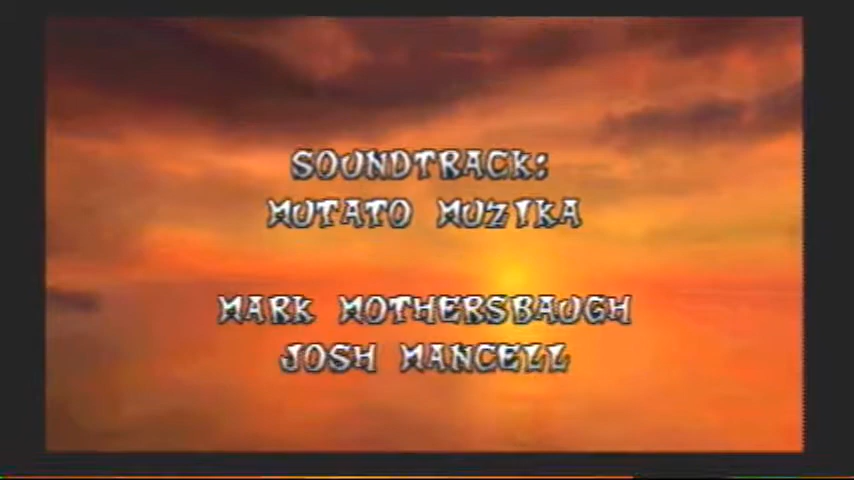 SOUNDTRACK:
MUTATO MUZIKA
MARK MOTHERSBAUGH
JOSH MANCELL